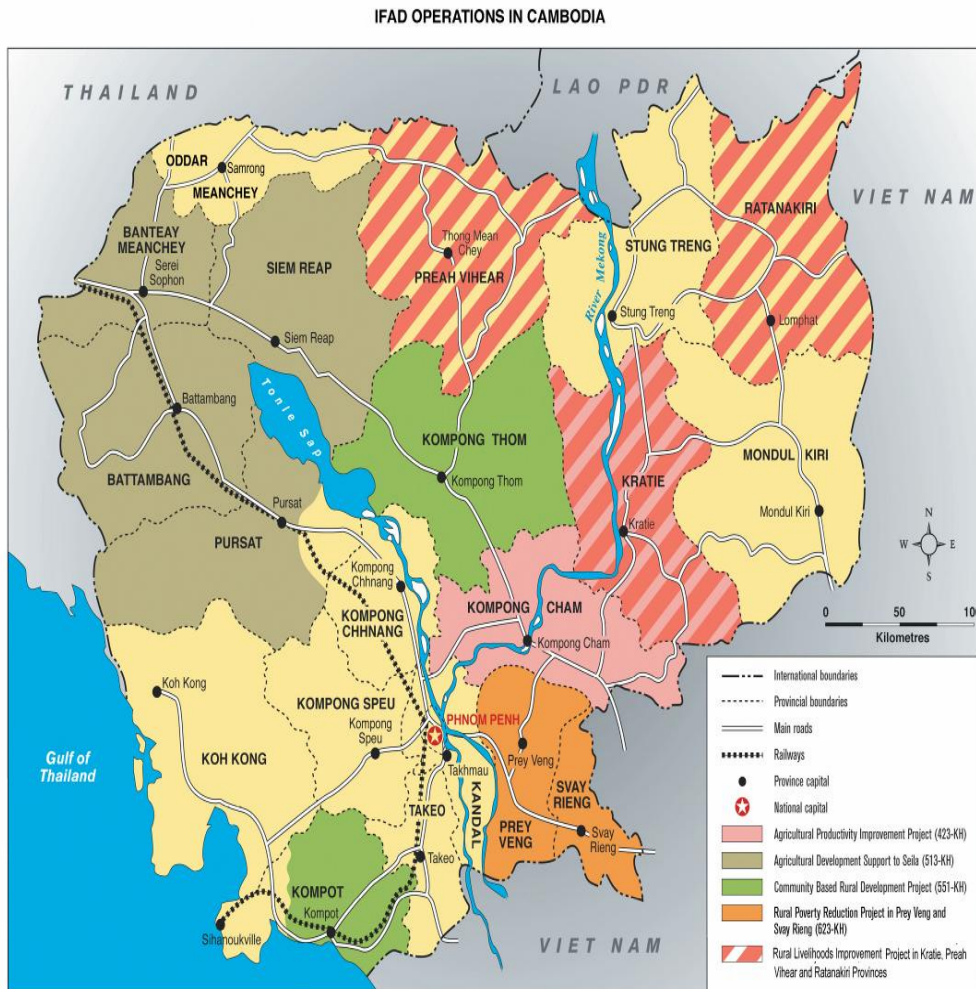 IFAD OPERATIONS IN CAMBODIA
THAILAND
LAO PDR
VIET NAM
ODDAR
MEANCHEY
Samrong
BANTEAY
MEANCHEY
Serei
Sophon
SIEM REAP
Siem Reap
Thong Mean
Chey
PREAH VIHEAR
River Mekong
STUNG TRENG
Stung Treng
RATANAKIRI
Lomphat
Battambang
BATTAMBANG
Tonle Sap
KOMPONG THOM
Kompong Thom
KRATIE
Kratie
MONDUL KIRI
Mondul Kiri
Pursat
PURSAT
Kompong
Chhnang
KOMPONG
CHHNANG
KOMPONG CHAM
Kompong Cham
N
W
E
S
0 50 100
Kilometres
Koh Kong
KOH KONG
KOMPONG SPEU
Kompong
Speu
PHNOM PENH
Takhmau
KANDAL
Prey Veng
PREY
VENG
SVAY
RIENG
Svay
Rieng
TAKEO
Takeo
KOMPOT
Kompot
Sihanoukville
Gulf of
Thailand
VIET NAM
International boundaries
Provincial boundaries
Main roads
Railways
Province capital
National capital
Agricultural Productivity Improvement Project (423-KH)
Agricultural Development Support to Seila (513-KH)
Community Based Rural Development Project (551-KH)
Rural Poverty Reduction Project in Prey Veng and
Svay Rieng (623-KH)
Rural Livelihoods Improvement Project in Kratie, Preah
Vihear and Ratanakiri Provinces